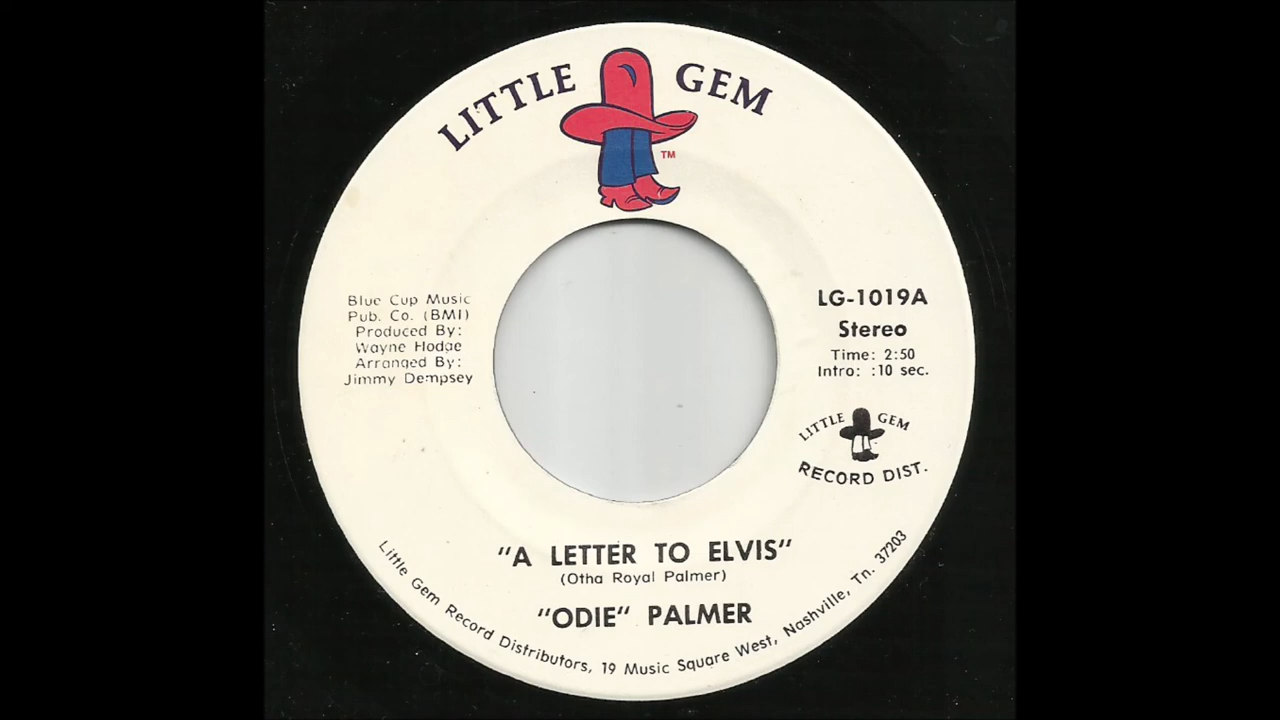 LITTLE GEM
TM
Blue Cup Music
Pub. Co. (BMI)
Produced By:
Wayne Hodge
Arranged By:
Jimmy Dempsey
LG-1019A
Stereo
Time: 2:50
Intro: :10 sec.
LITTLE GEM
RECORD DIST.
"A LETTER TO ELVIS"
(Otha Royal Palmer)
"ODIE" PALMER
Little Gem Record Distributors, 19 Music Square West, Nashville, Tn. 37203